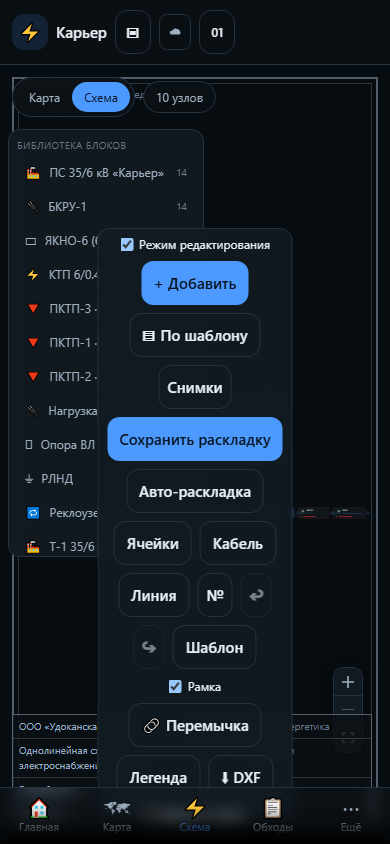 Карьер
01
Карта
Схема
10 узлов
БИБЛИОТЕКА БЛОКОВ
ПС 35/6 кВ «Карьер» 14
БКРУ-1 14
ЯКНО-6
КТП 6/0.4
ПКТП-3
ПКТП-1
ПКТП-2
Нагрузка
Опора ВЛ
РЛНД
Реклоузе
Т-1 35/6
Режим редактирования
+ Добавить
По шаблону
Снимки
Сохранить раскладку
Авто-раскладка
Ячейки
Кабель
Линия
№
Шаблон
Рамка
Перемычка
Легенда
DXF
ООО «Удоканска
энергетика
Однолинейная
электроснабжен
Главная
Карта
Схема
Обходы
Ещё